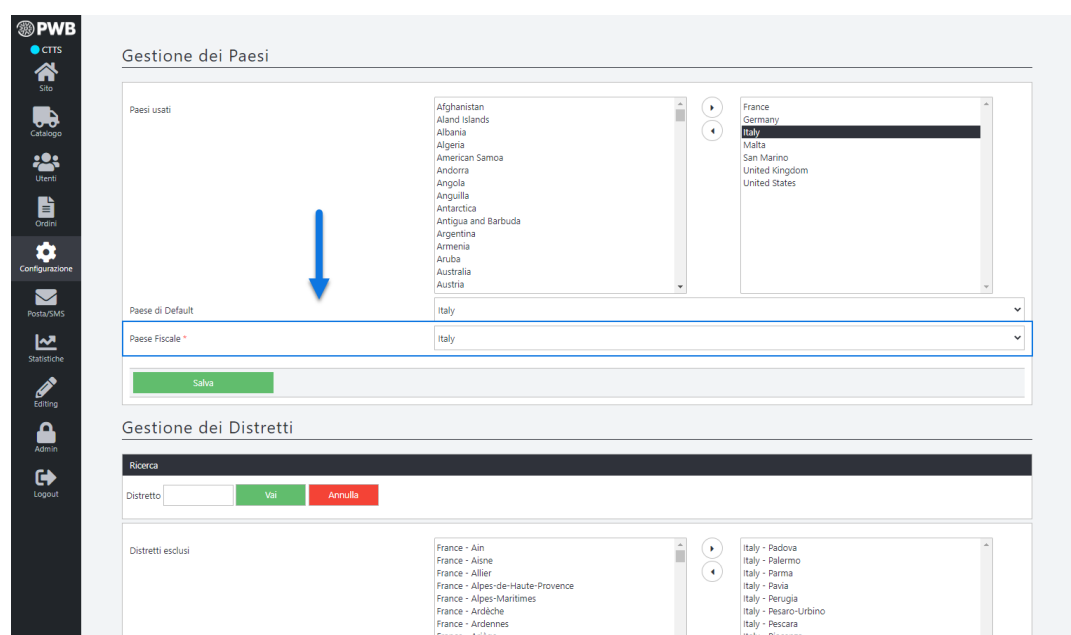 PWB
CTTS
Sito
Catalogo
Utenti
Ordini
Configurazione
Posta/SMS
Statistiche
Editing
Admin
Logout
Gestione dei Paesi
Paesi usati
Afghanistan
Aland Islands
Albania
Algeria
American Samoa
Andorra
Angola
Anguilla
Antarctica
Antigua and Barbuda
Argentina
Armenia
Aruba
Australia
Austria
France
Germany
Italy
Malta
San Marino
United Kingdom
United States
Paese di Default
Italy
Paese Fiscale *
Italy
Salva
Gestione dei Distretti
Ricerca
Distretto
Vai
Annulla
Distretti esclusi
France - Ain
France - Aisne
France - Allier
France - Alpes-de-Haute-Provence
France - Alpes-Maritimes
France - Ardèche
France - Ardennes
Italy - Padova
Italy - Palermo
Italy - Parma
Italy - Pavia
Italy - Perugia
Italy - Pesaro-Urbino
Italy - Pescara